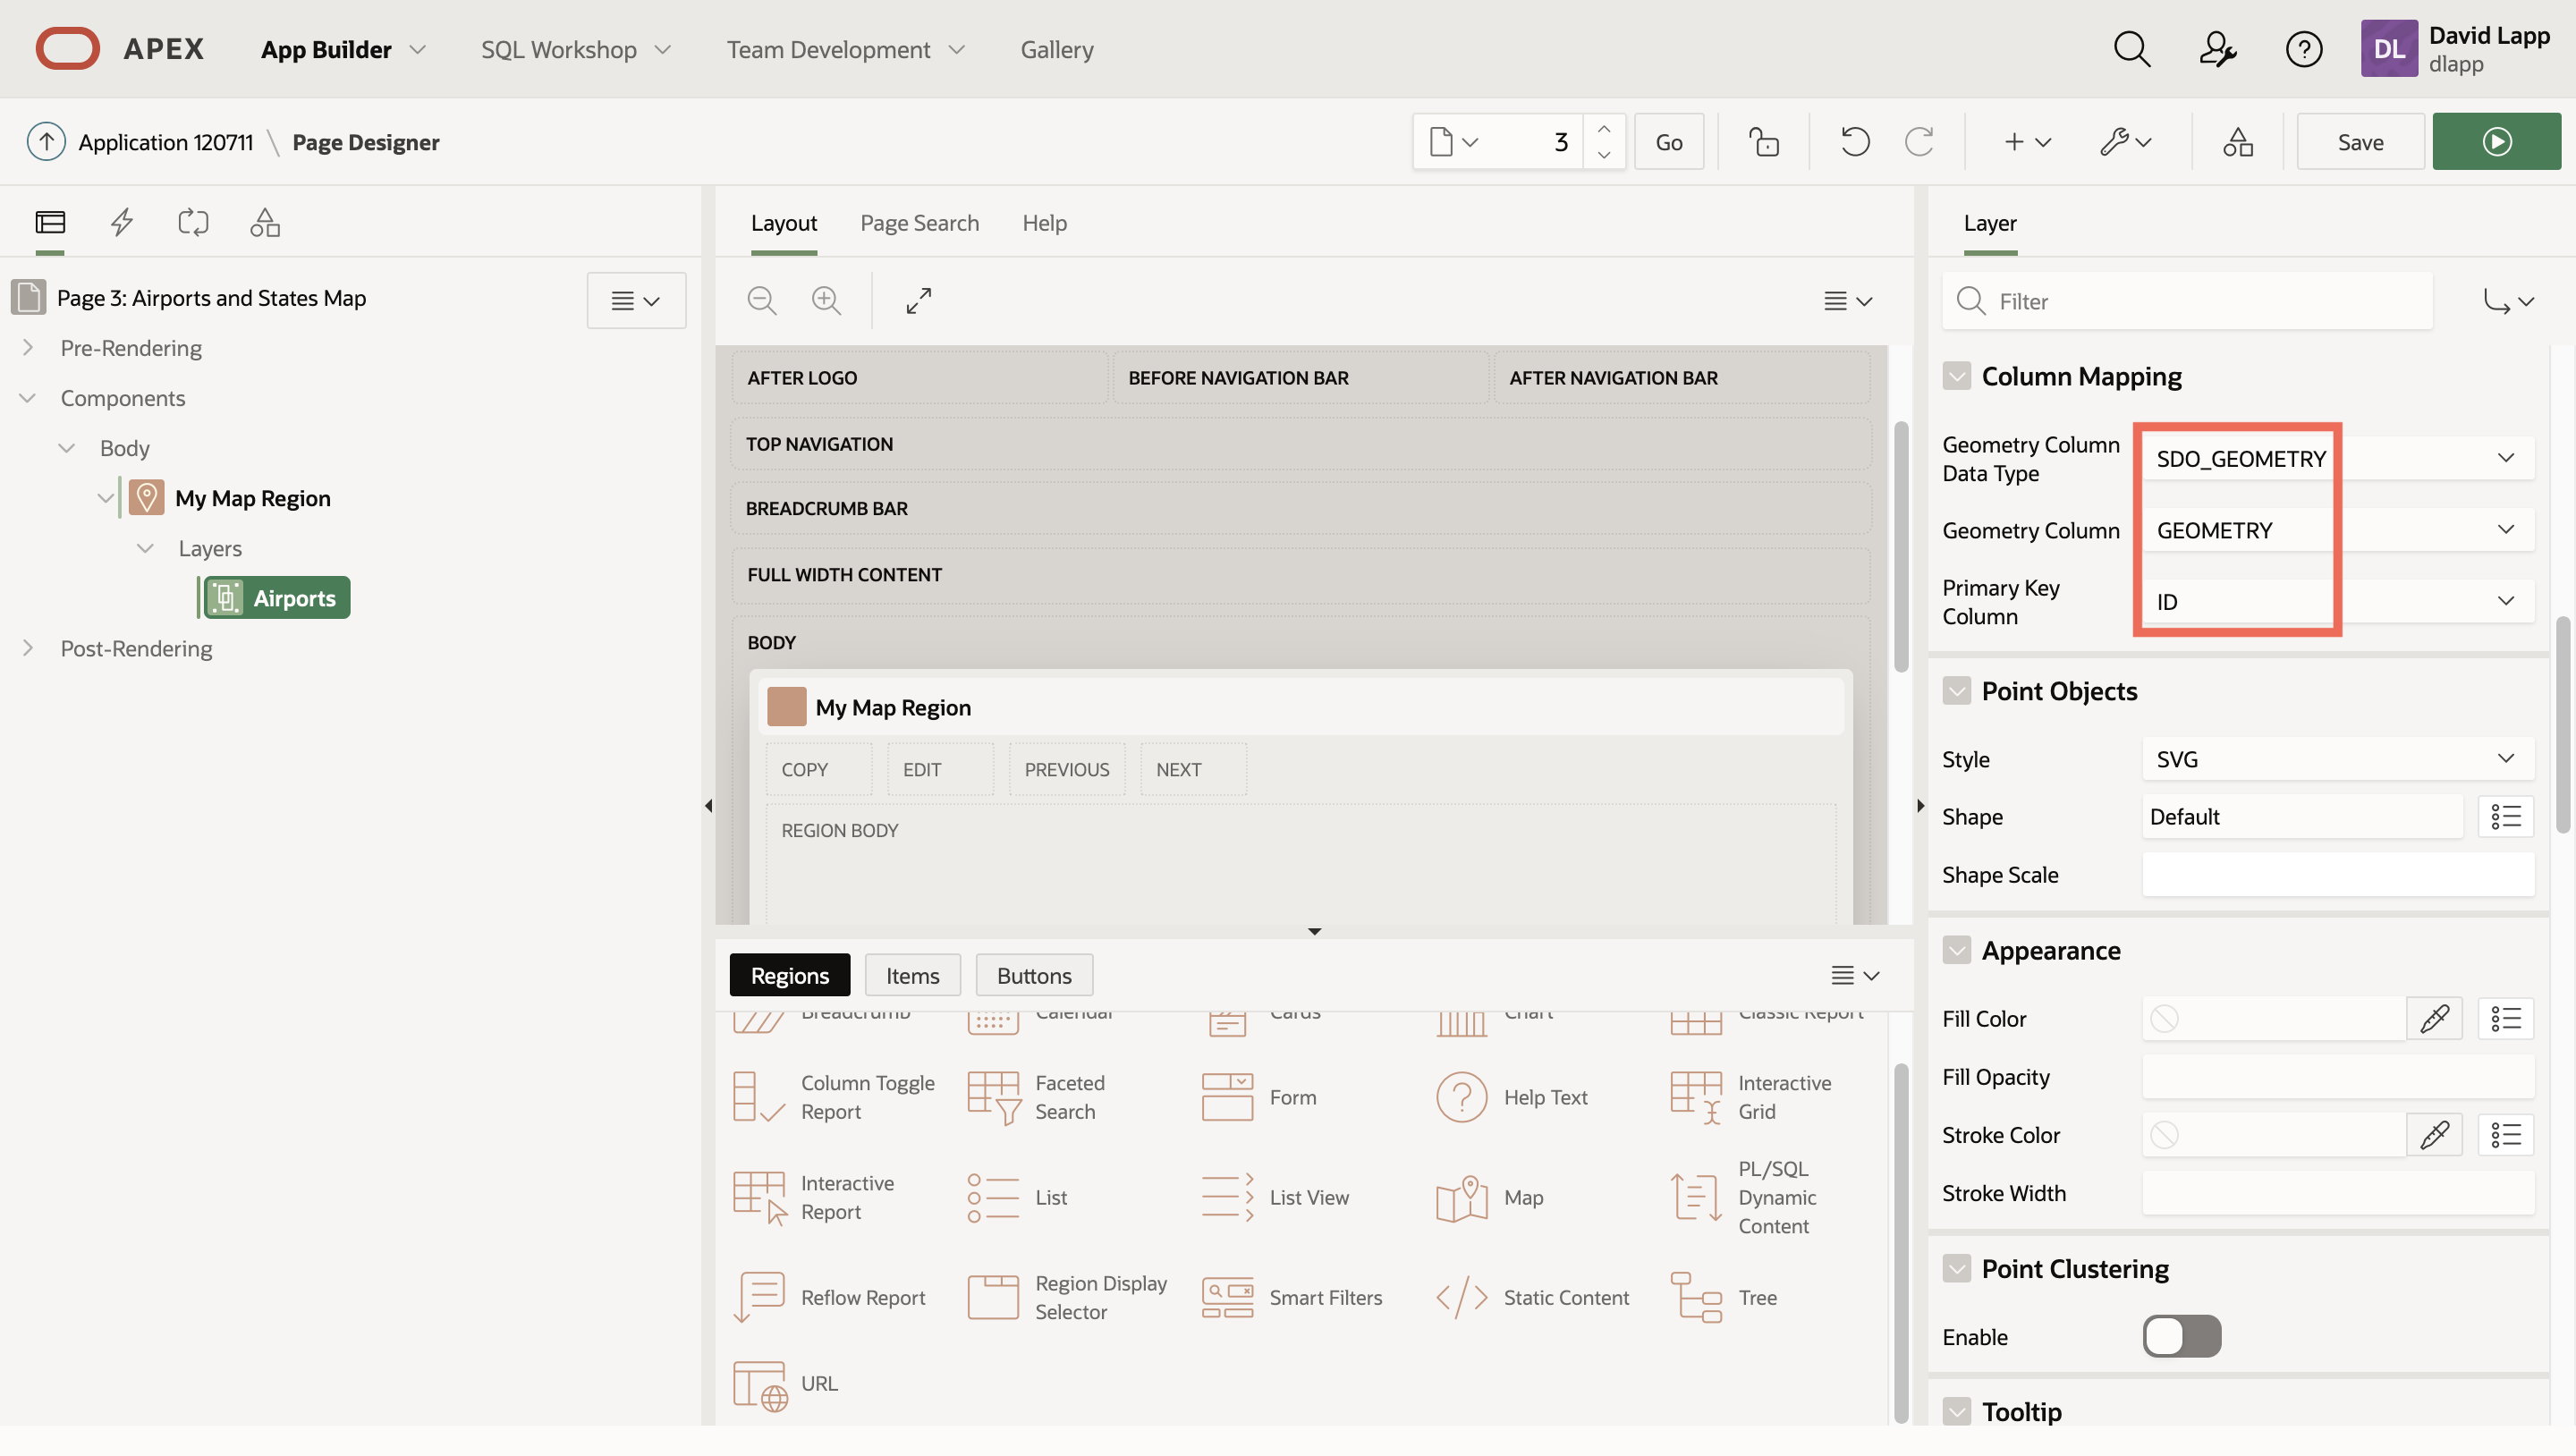 APEX
App Builder
SQL Workshop
Team Development
Gallery
DL
David Lapp
dlapp
Application 120711 \ Page Designer
3
Go
Save
Page 3: Airports and States Map
Pre-Rendering
Components
Body
My Map Region
Layers
Airports
Post-Rendering
Layout
Page Search
Help
AFTER LOGO
BEFORE NAVIGATION BAR
AFTER NAVIGATION BAR
TOP NAVIGATION
BREADCRUMB BAR
FULL WIDTH CONTENT
BODY
My Map Region
COPY
EDIT
PREVIOUS
NEXT
REGION BODY
Regions
Items
Buttons
Breadcrumb
Calendar
Cards
Chart
Classic Report
Column Toggle
Report
Faceted
Search
Form
Help Text
Interactive
Grid
Interactive
Report
List
List View
Map
PL/SQL
Dynamic
Content
Reflow Report
Region Display
Selector
Smart Filters
Static Content
Tree
URL
Layer
Filter
Column Mapping
Geometry Column
Data Type
SDO_GEOMETRY
Geometry Column
GEOMETRY
Primary Key
Column
ID
Point Objects
Style
SVG
Shape
Default
Shape Scale
Appearance
Fill Color
Fill Opacity
Stroke Color
Stroke Width
Point Clustering
Enable
Tooltip